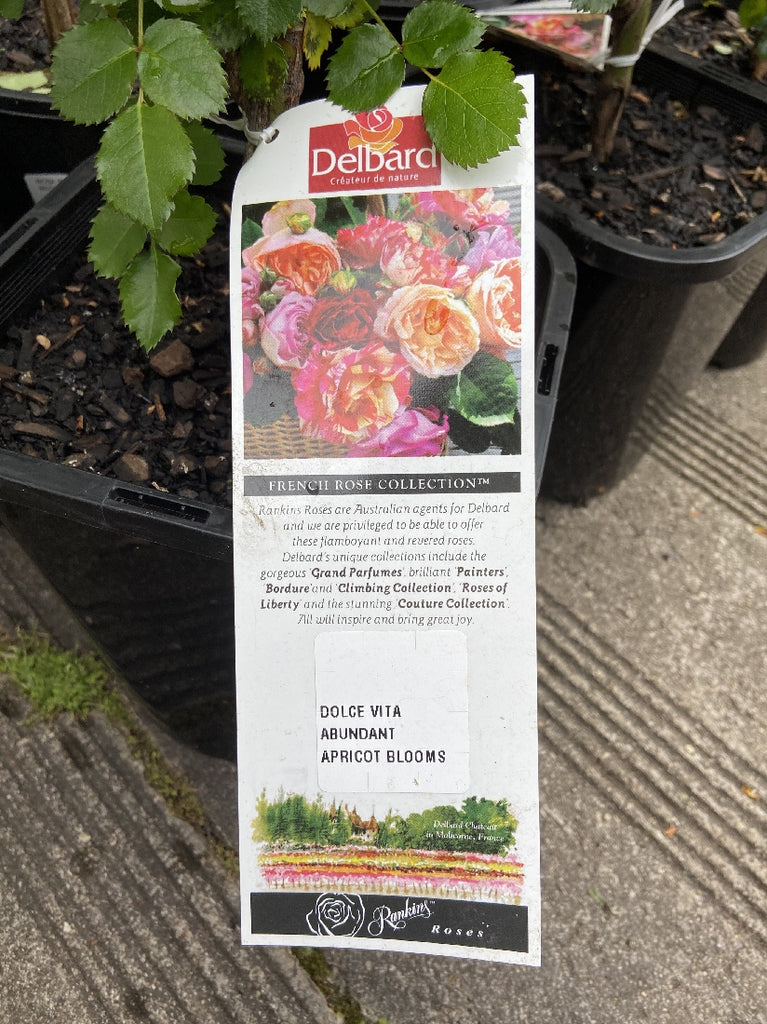 Delbard
Créateur de nature
FRENCH ROSE COLLECTION™
Rankins Roses are Australian agents for Delbard
and we are privileged to be able to offer
these flamboyant and revered roses.
Delbard's unique collections include the
gorgeous 'Grand Parfumes', brilliant 'Painters',
'Bordure' and 'Climbing Collection', 'Roses of
Liberty' and the stunning 'Couture Collection'.
All will inspire and bring great joy.
DOLCE VITA
ABUNDANT
APRICOT BLOOMS
Delbard Chateau
in Malicorne, France
Rankins™
Roses